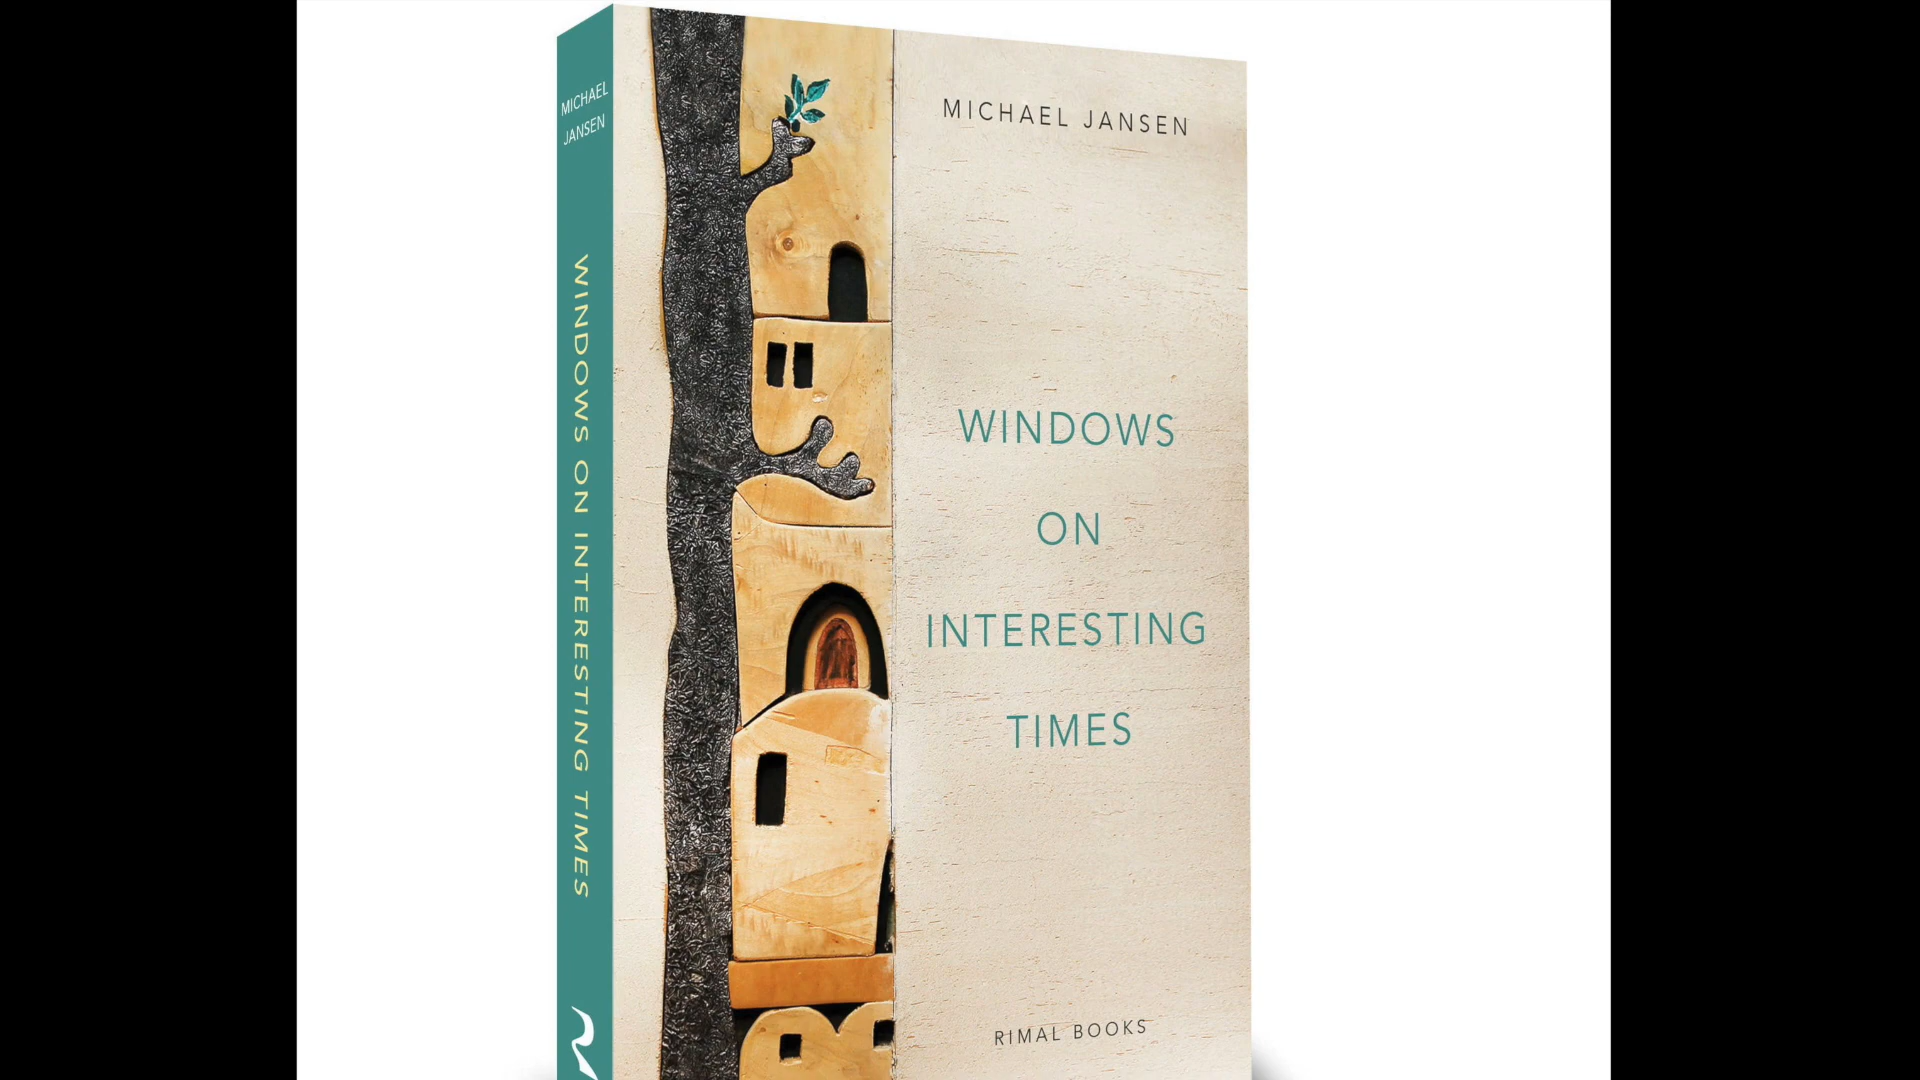 MICHAEL
JANSEN
WINDOWS ON INTERESTING TIMES
MICHAEL JANSEN
WINDOWS
ON
INTERESTING
TIMES
RIMAL BOOKS